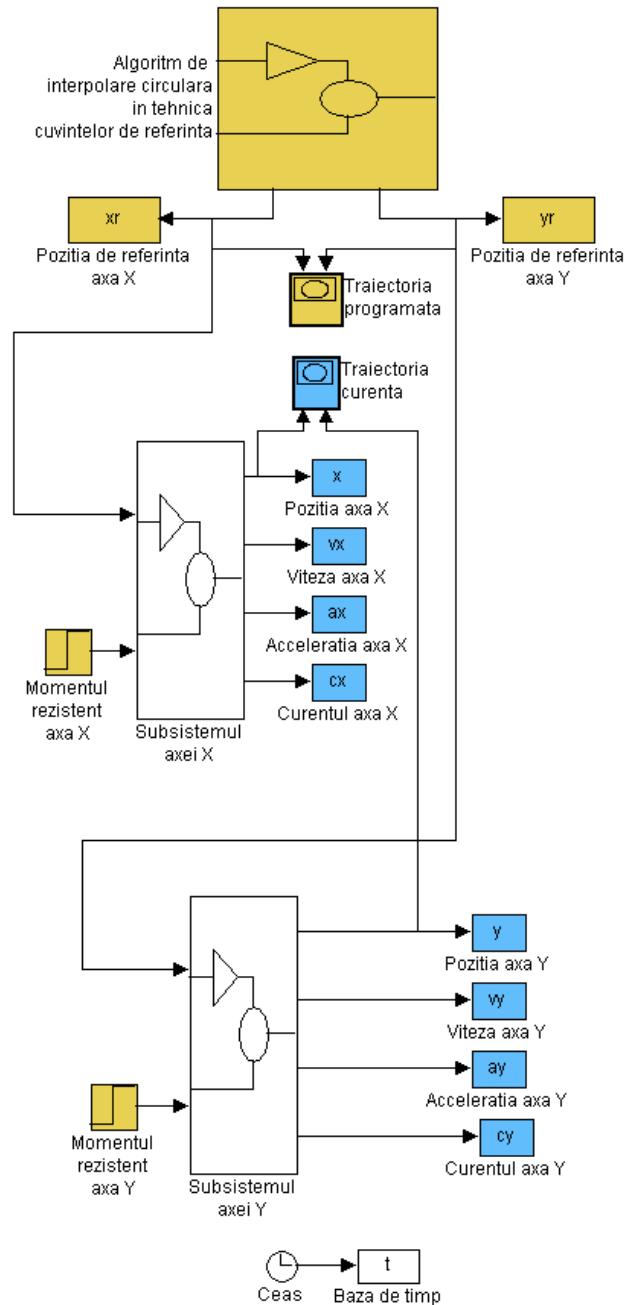 Algoritm de
interpolare circulara
in tehnica
cuvintelor de referinta
xr
Pozitia de referinta
axa X
yr
Pozitia de referinta
axa Y
Traiectoria
programata
Traiectoria
curenta
x
Pozitia axa X
vx
Viteza axa X
ax
Acceleratia axa X
cx
Curentul axa X
Momentul
rezistent
axa X
Subsistemul
axei X
y
Pozitia axa Y
vy
Viteza axa Y
ay
Acceleratia axa Y
cy
Curentul axa Y
Momentul
rezistent
axa Y
Subsistemul
axei Y
Ceas
t
Baza de timp